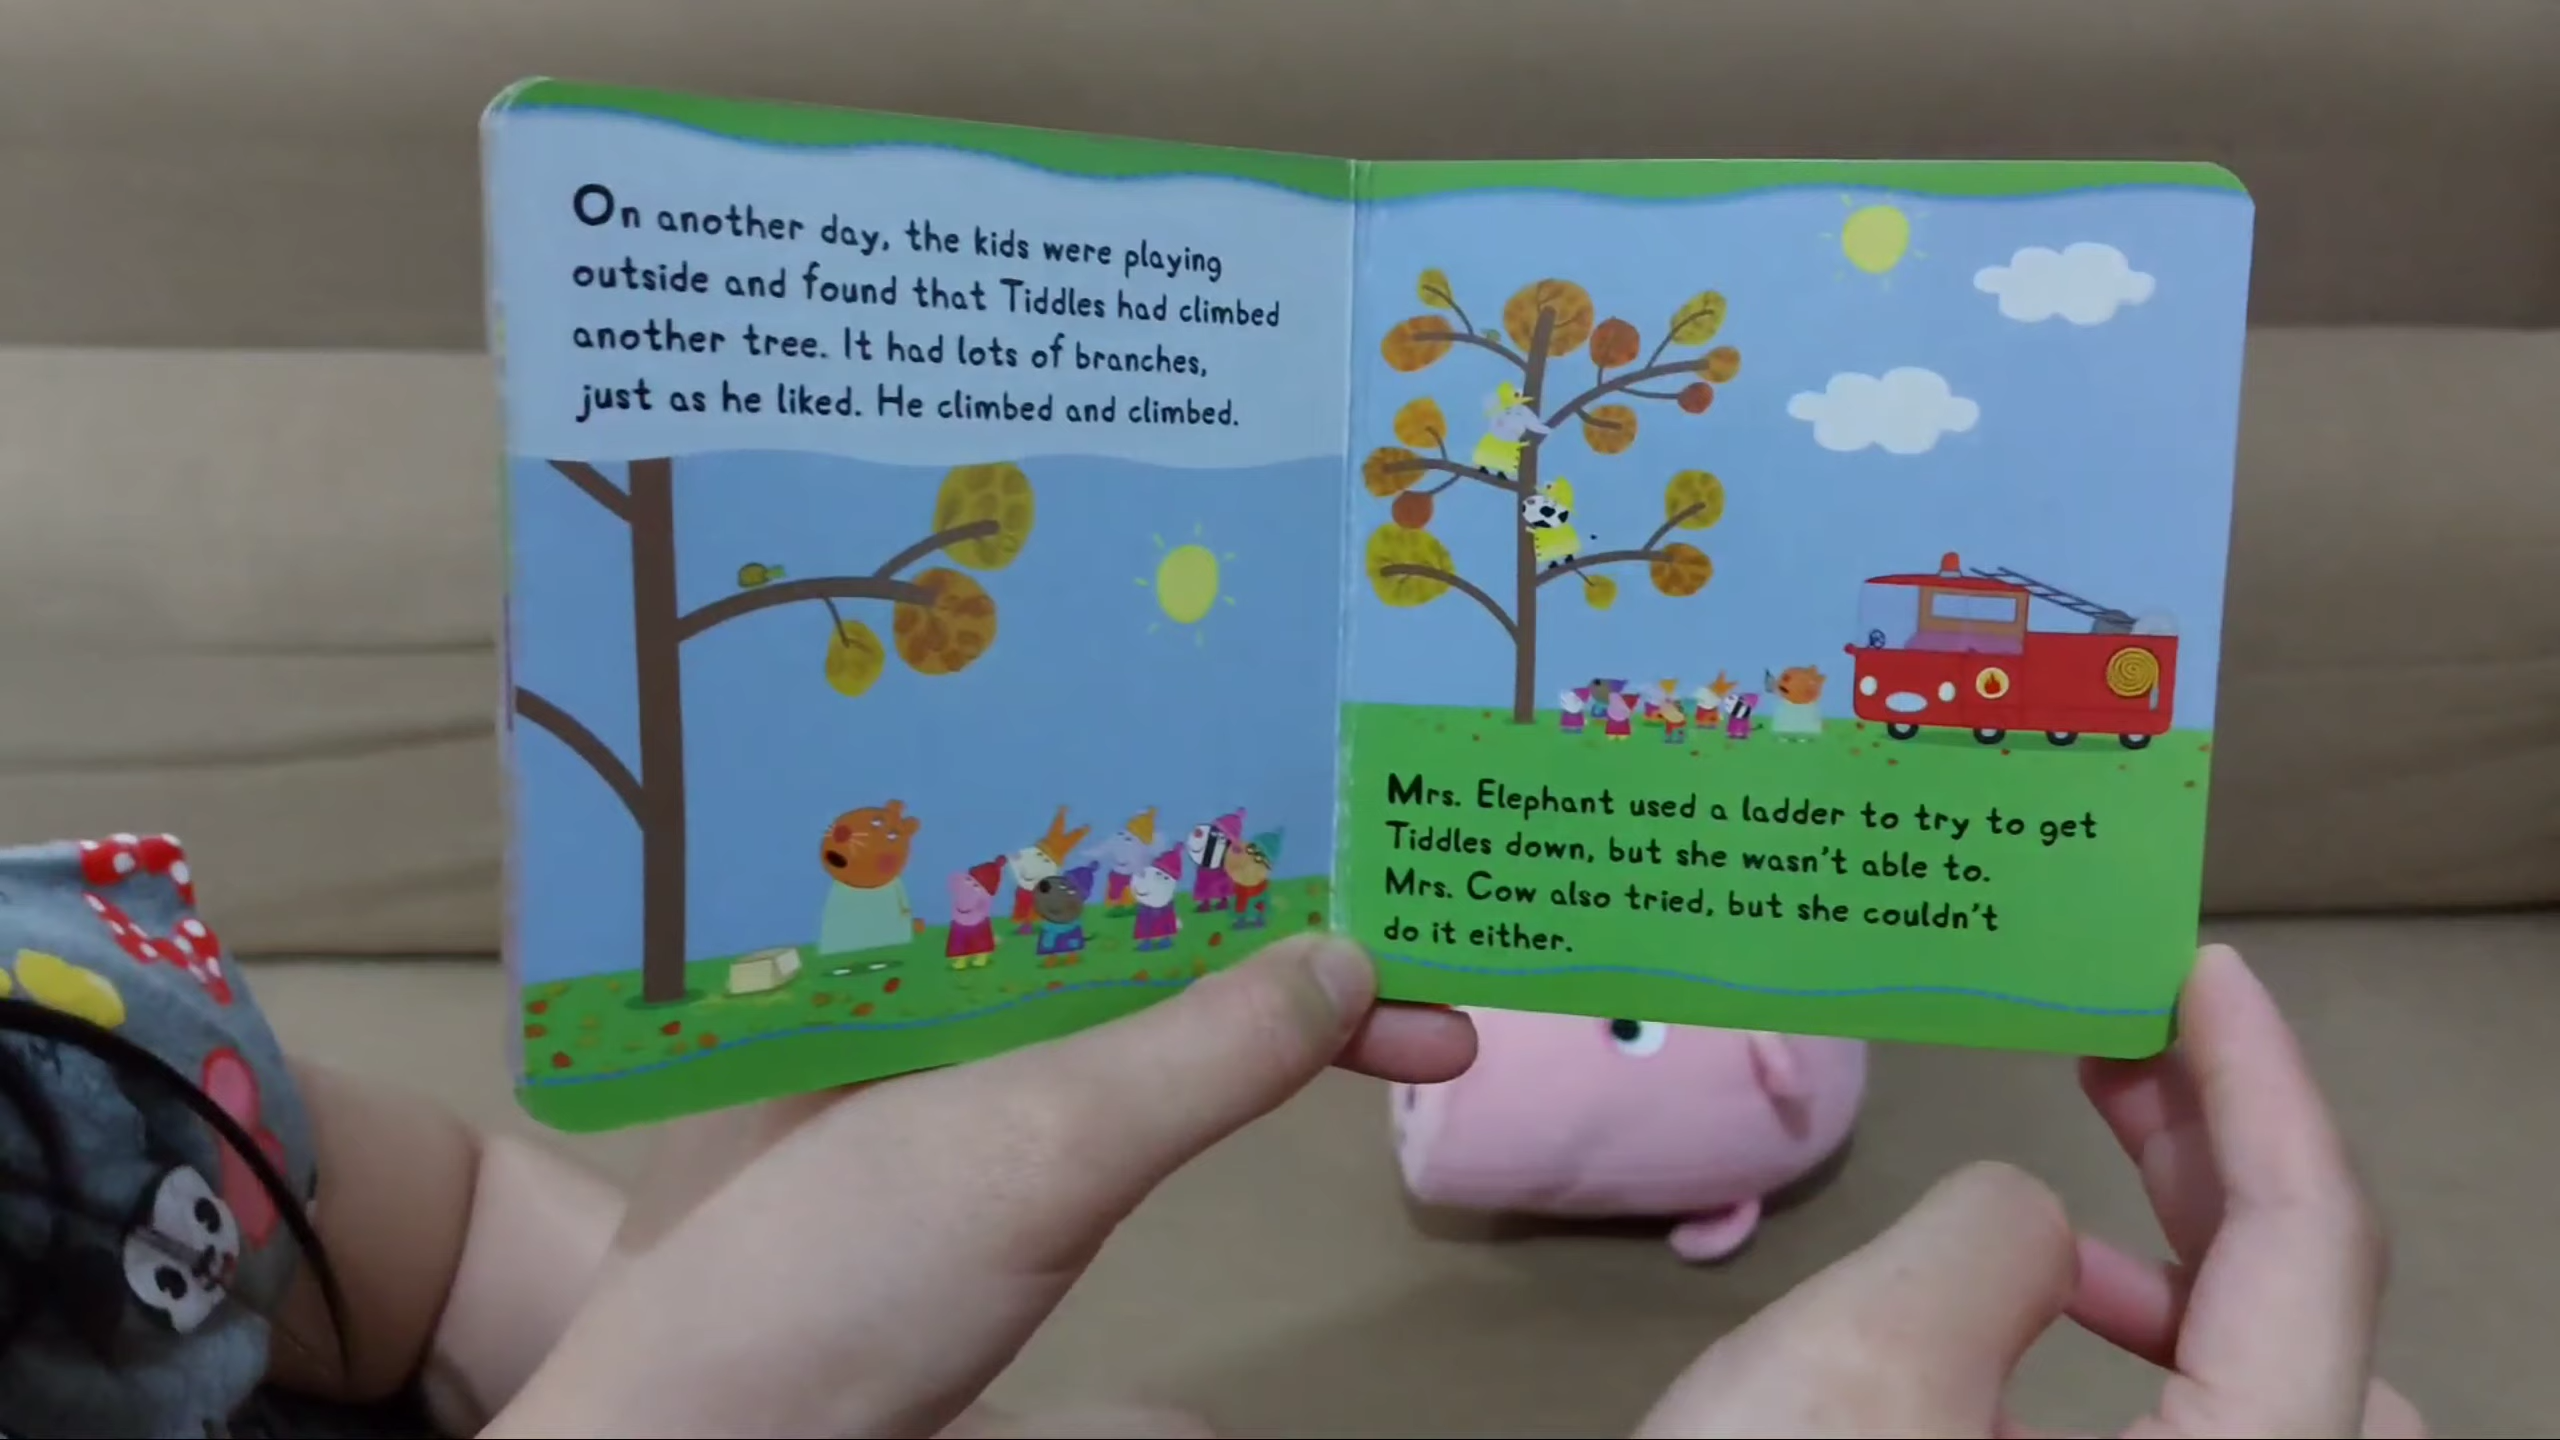 On another day, the kids were playing
outside and found that Tiddles had climbed
another tree. It had lots of branches,
just as he liked. He climbed and climbed.
Mrs. Elephant used a ladder to try to get
Tiddles down, but she wasn't able to.
Mrs. Cow also tried, but she couldn't
do it either.